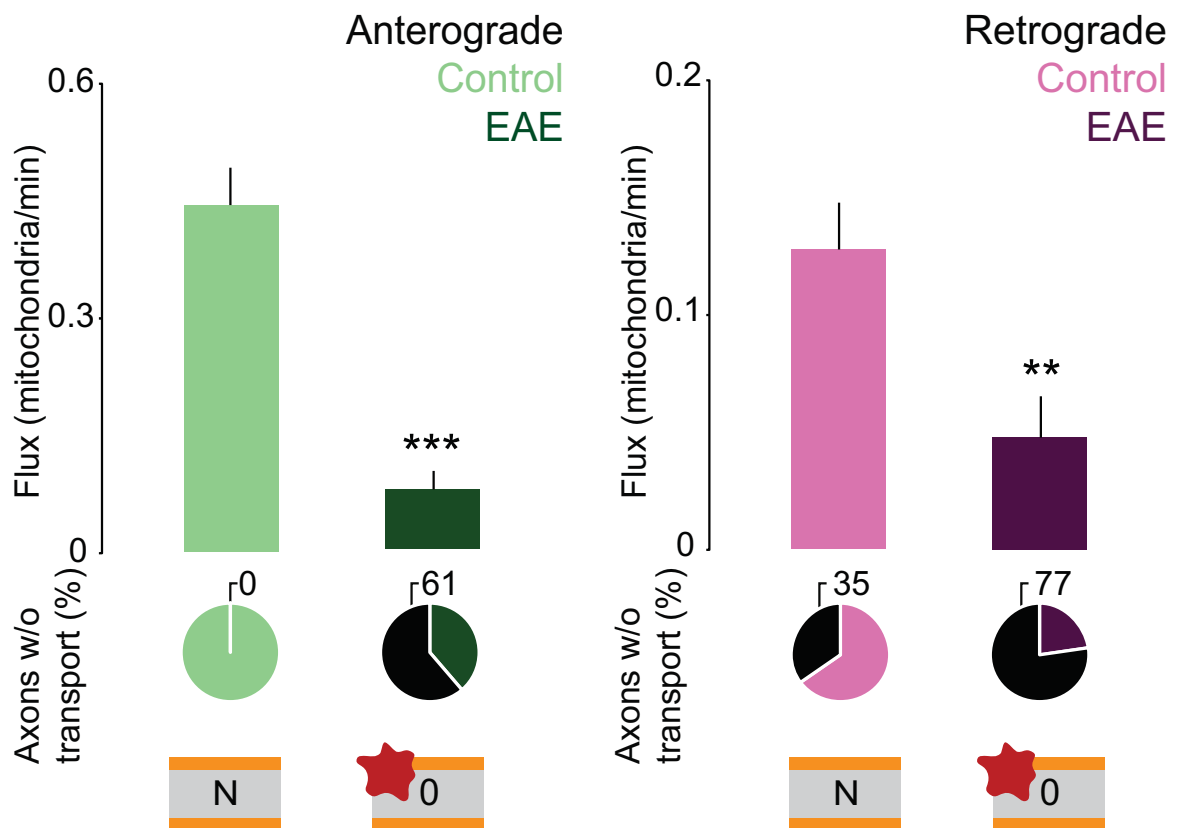 Anterograde
Control
EAE
0.6
0.3
0
Flux (mitochondria/min)
***
Axons w/o
transport (%)
0
61
N
0
Retrograde
Control
EAE
0.2
0.1
0
Flux (mitochondria/min)
**
Axons w/o
transport (%)
35
77
N
0